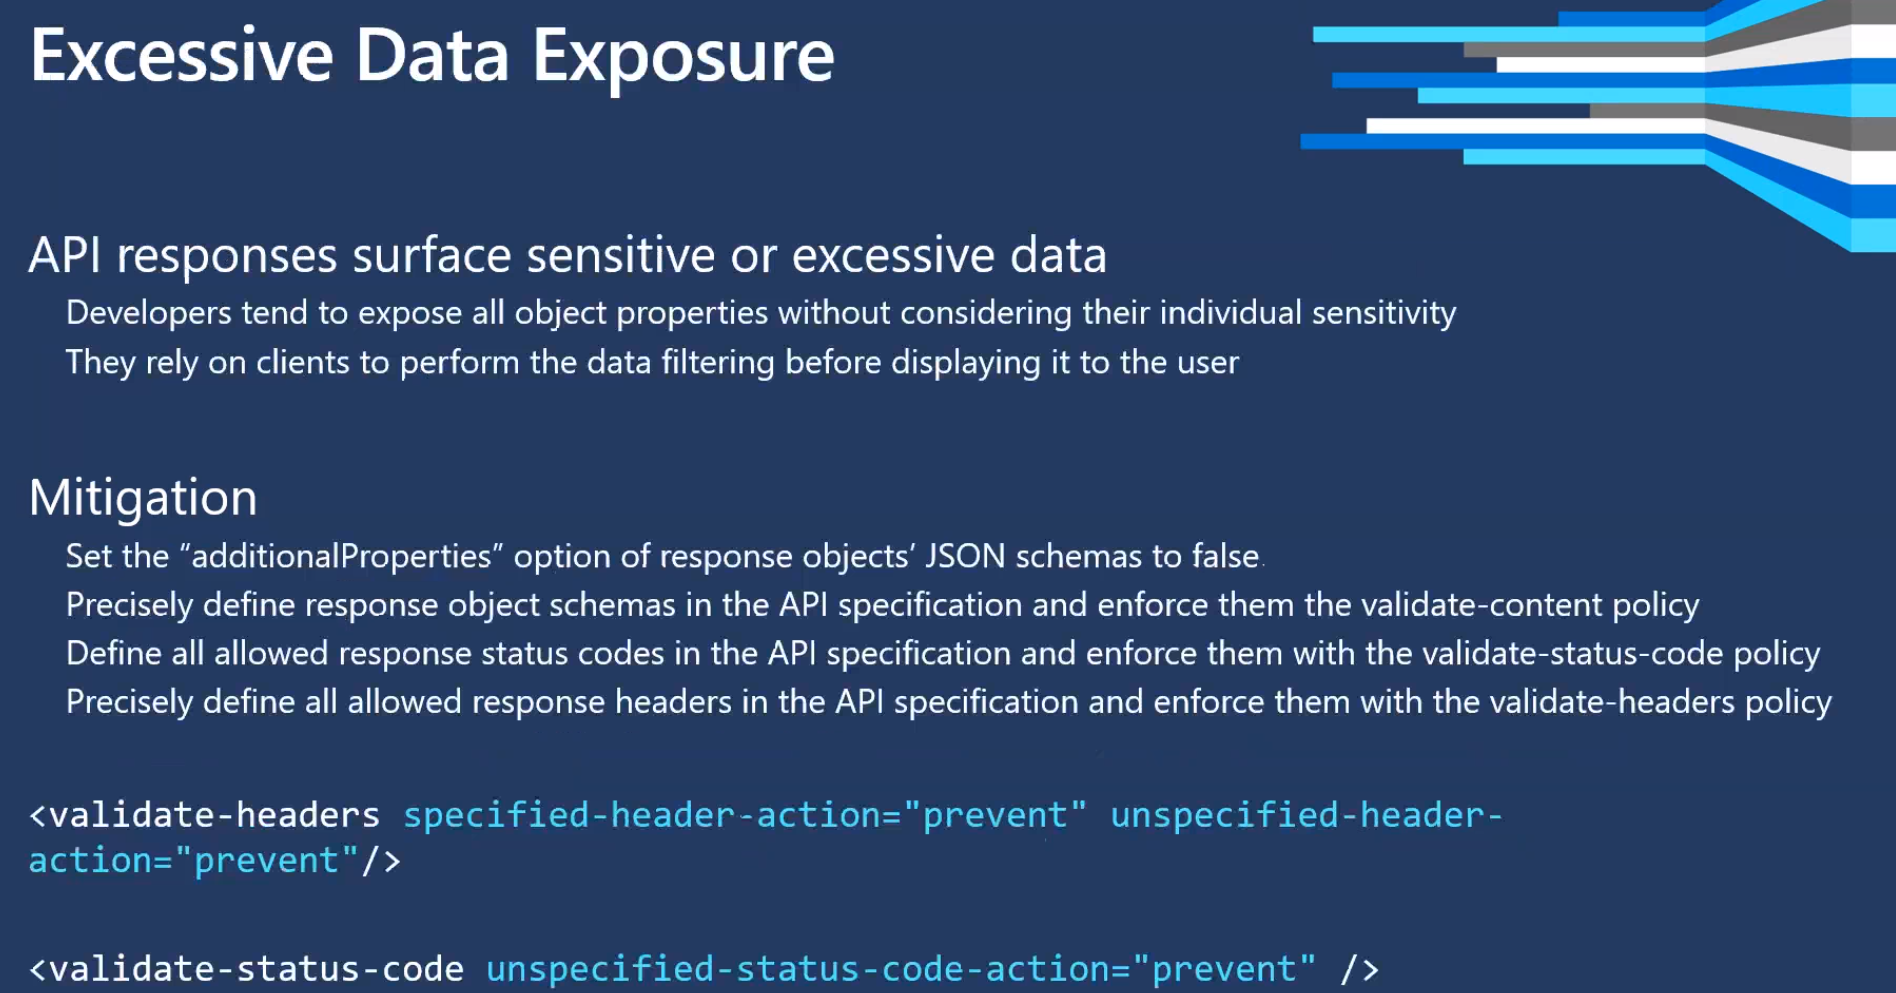 Excessive Data Exposure
API responses surface sensitive or excessive data
Developers tend to expose all object properties without considering their individual sensitivity
They rely on clients to perform the data filtering before displaying it to the user
Mitigation
Set the “additionalProperties” option of response objects’ JSON schemas to false.
Precisely define response object schemas in the API specification and enforce them the validate-content policy
Define all allowed response status codes in the API specification and enforce them with the validate-status-code policy
Precisely define all allowed response headers in the API specification and enforce them with the validate-headers policy
<validate-headers specified-header-action="prevent" unspecified-header-
action="prevent"/>
<validate-status-code unspecified-status-code-action="prevent" />